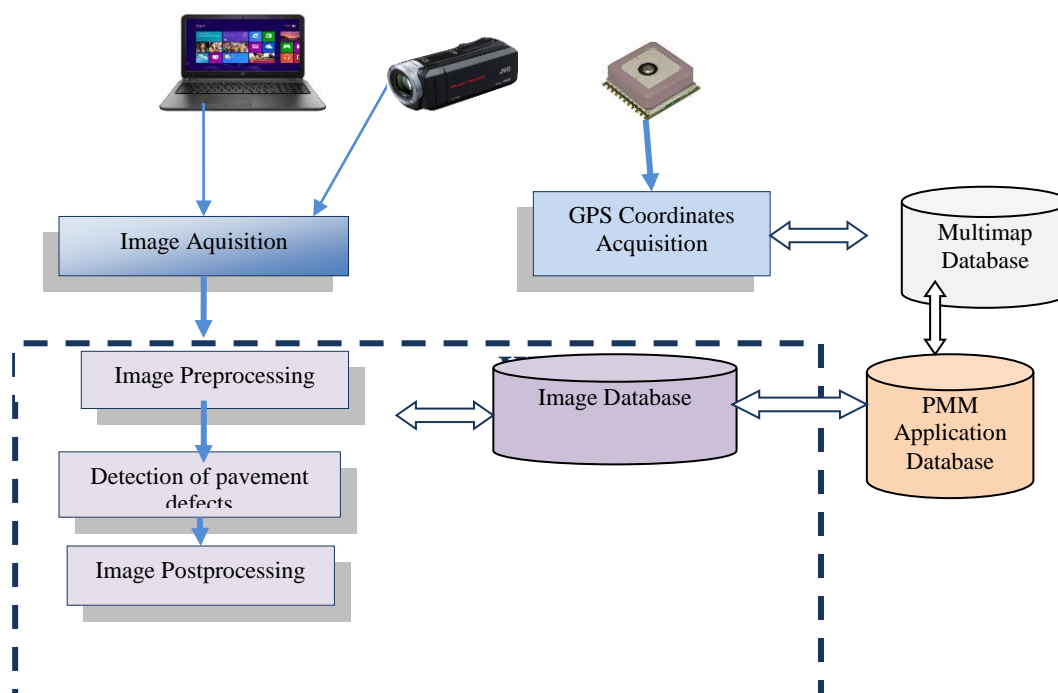 JVC
Image Aquisition
GPS Coordinates
Acquisition
Multimap
Database
Image Preprocessing
Image Database
PMM
Application
Database
Detection of pavement
defects
Image Postprocessing